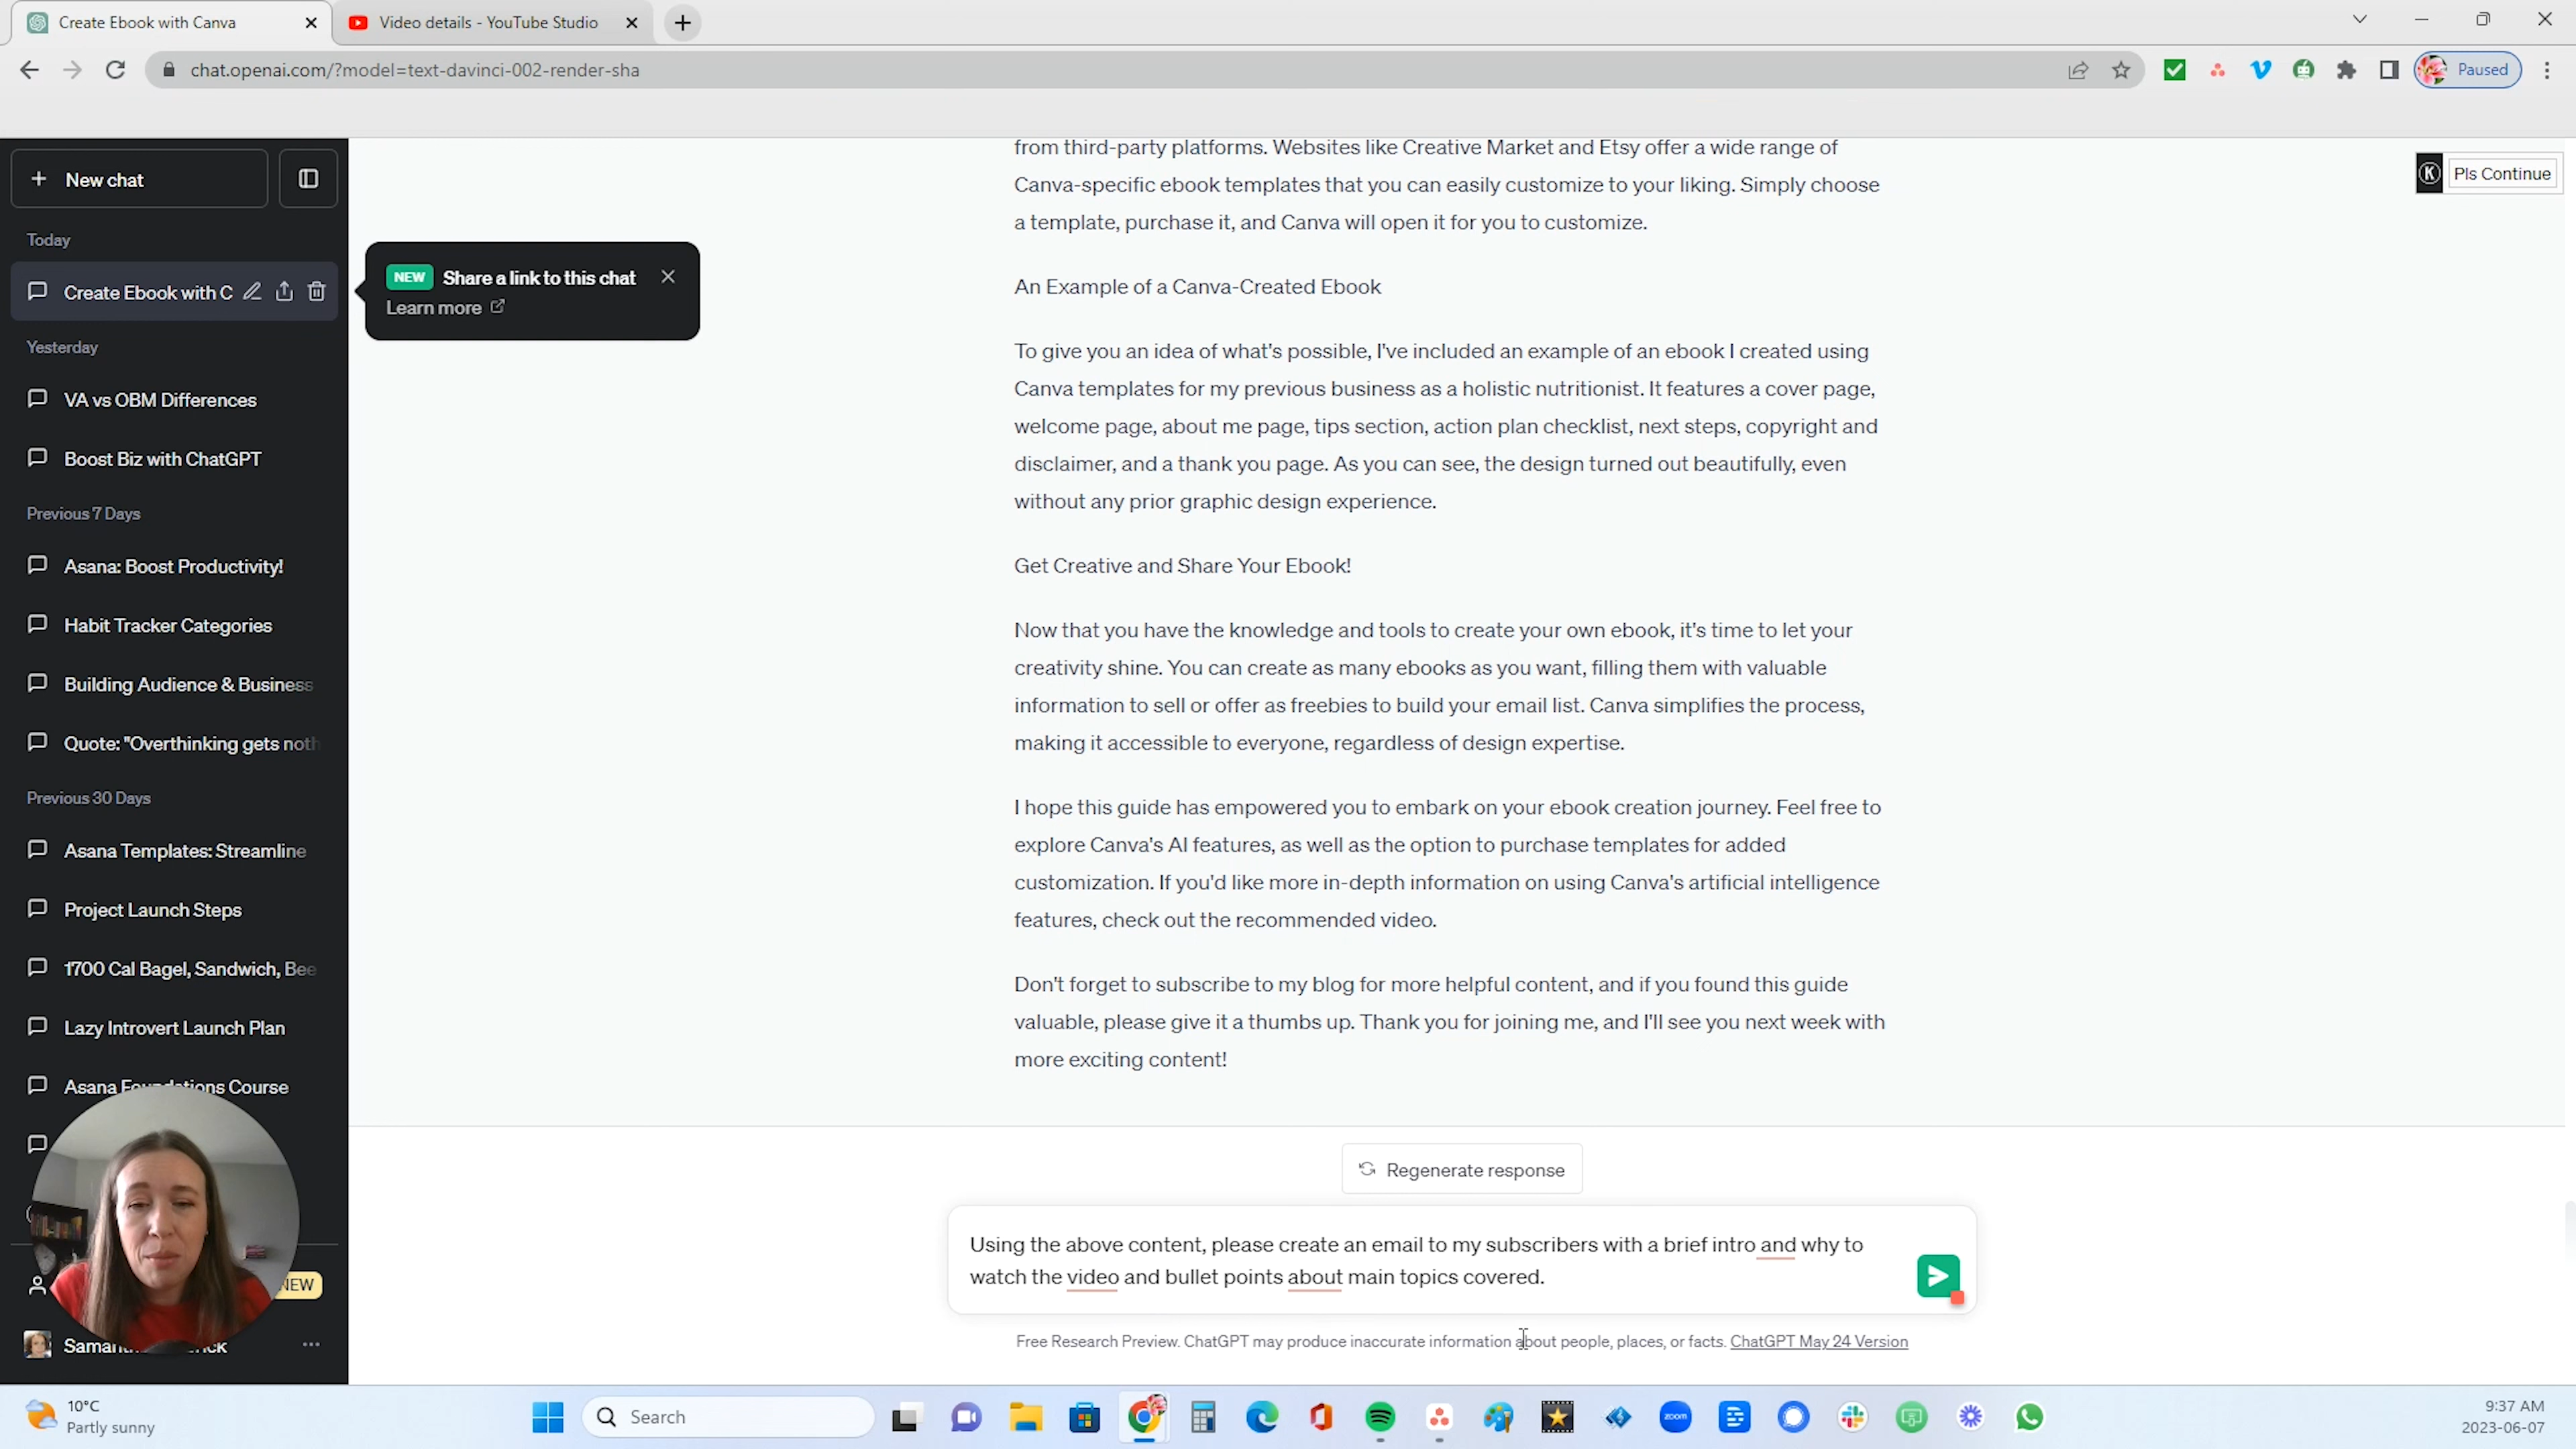 Create Ebook with Canva
Video details - YouTube Studio
chat.openai.com/?model=text-davinci-002-render-sha
Paused
New chat
Today
Create Ebook with C
Yesterday
VA vs OBM Differences
Boost Biz with ChatGPT
Previous 7 Days
Asana: Boost Productivity!
Habit Tracker Categories
Building Audience & Business
Quote: "Overthinking gets noth
Previous 30 Days
Asana Templates: Streamline
Project Launch Steps
1700 Cal Bagel, Sandwich, Bee
Lazy Introvert Launch Plan
Asana Foundations Course
NEW
NEW Share a link to this chat
Learn more
K Pls Continue
from third-party platforms. Websites like Creative Market and Etsy offer a wide range of
Canva-specific ebook templates that you can easily customize to your liking. Simply choose
a template, purchase it, and Canva will open it for you to customize.
An Example of a Canva-Created Ebook
To give you an idea of what's possible, I've included an example of an ebook I created using
Canva templates for my previous business as a holistic nutritionist. It features a cover page,
welcome page, about me page, tips section, action plan checklist, next steps, copyright and
disclaimer, and a thank you page. As you can see, the design turned out beautifully, even
without any prior graphic design experience.
Get Creative and Share Your Ebook!
Now that you have the knowledge and tools to create your own ebook, it's time to let your
creativity shine. You can create as many ebooks as you want, filling them with valuable
information to sell or offer as freebies to build your email list. Canva simplifies the process,
making it accessible to everyone, regardless of design expertise.
I hope this guide has empowered you to embark on your ebook creation journey. Feel free to
explore Canva's AI features, as well as the option to purchase templates for added
customization. If you'd like more in-depth information on using Canva's artificial intelligence
features, check out the recommended video.
Don't forget to subscribe to my blog for more helpful content, and if you found this guide
valuable, please give it a thumbs up. Thank you for joining me, and I'll see you next week with
more exciting content!
Regenerate response
Using the above content, please create an email to my subscribers with a brief intro and why to
watch the video and bullet points about main topics covered.
Free Research Preview. ChatGPT may produce inaccurate information about people, places, or facts. ChatGPT May 24 Version
10°C
Partly sunny
Search
zoom
9:37 AM
2023-06-07